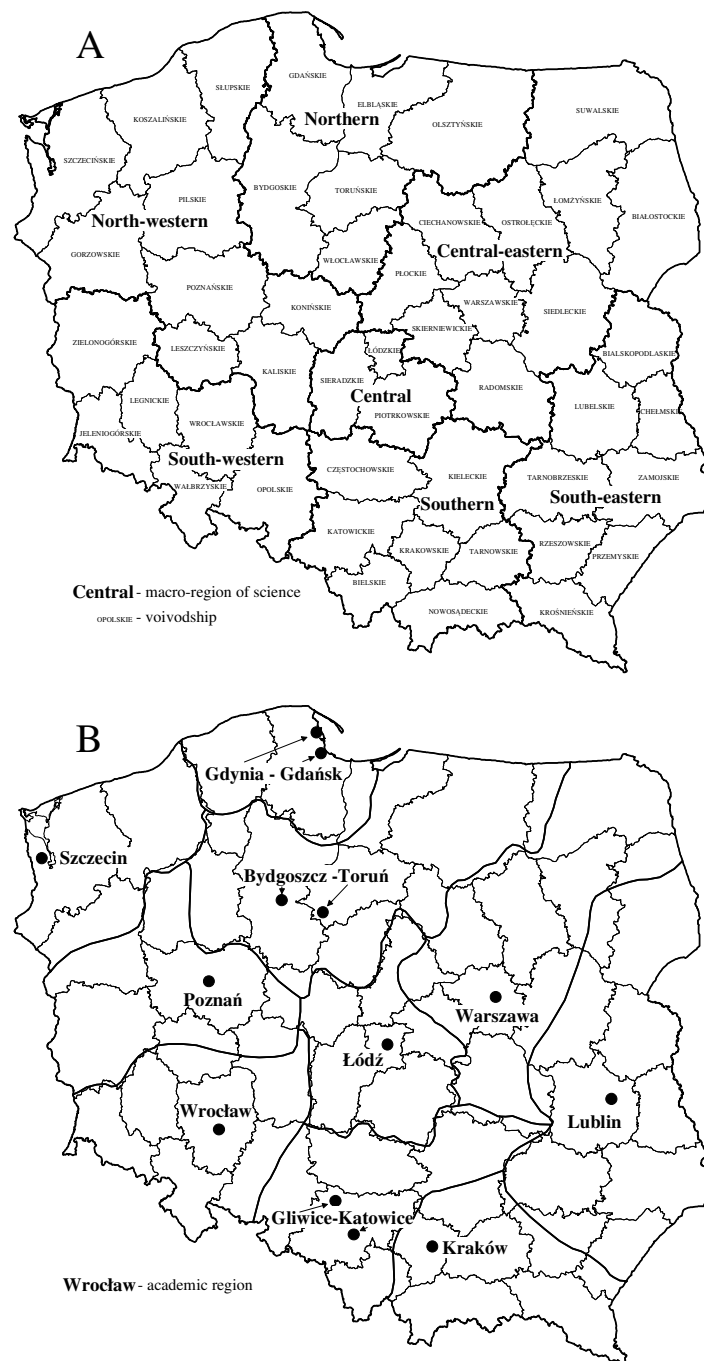 A
GDAŃSKIE
SŁUPSKIE
ELBLĄSKIE
KOSZALIŃSKIE
Northern
SUWALSKIE
OLSZTYŃSKIE
SZCZECIŃSKIE
BYDGOSKIE
TORUŃSKIE
PILSKIE
ŁOMŻYŃSKIE
CIECHANOWSKIE
OSTROŁĘCKIE
BIAŁOSTOCKIE
North-western
Central-eastern
GORZOWSKIE
WŁOCŁAWSKIE
PŁOCKIE
POZNAŃSKIE
KONIŃSKIE
WARSZAWSKIE
SIEDLECKIE
SKIERNIEWICKIE
ZIELONOGÓRSKIE
LESZCZYŃSKIE
ŁÓDZKIE
BIALSKOPODLASKIE
KALISKIE
SIERADZKIE
RADOMSKIE
Central
LEGNICKIE
PIOTRKOWSKIE
LUBELSKIE
CHEŁMSKIE
WROCŁAWSKIE
JELENIOGÓRSKIE
South-western
CZĘSTOCHOWSKIE
KIELECKIE
TARNOBRZESKIE
ZAMOJSKIE
WAŁBRZYSKIE
OPOLSKIE
Southern
South-eastern
KATOWICKIE
KRAKOWSKIE
TARNOWSKIE
RZESZOWSKIE
PRZEMYSKIE
BIELSKIE
Central - macro-region of science
NOWOSĄDECKIE
KROŚNIEŃSKIE
OPOLSKIE - voivodship
B
Gdynia - Gdańsk
Szczecin
Bydgoszcz -Toruń
Poznań
Warszawa
Łódź
Wrocław
Lublin
Gliwice-Katowice
Kraków
Wrocław - academic region